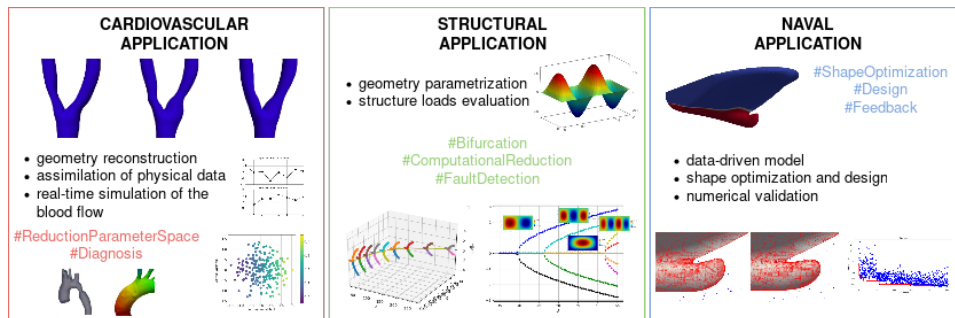 CARDIOVASCULAR
APPLICATION
• geometry reconstruction
• assimilation of physical data
• real-time simulation of the
blood flow
#ReductionParameterSpace
#Diagnosis
STRUCTURAL
APPLICATION
• geometry parametrization
• structure loads evaluation
#Bifurcation
#ComputationalReduction
#FaultDetection
NAVAL
APPLICATION
#ShapeOptimization
#Design
#Feedback
• data-driven model
• shape optimization and design
• numerical validation